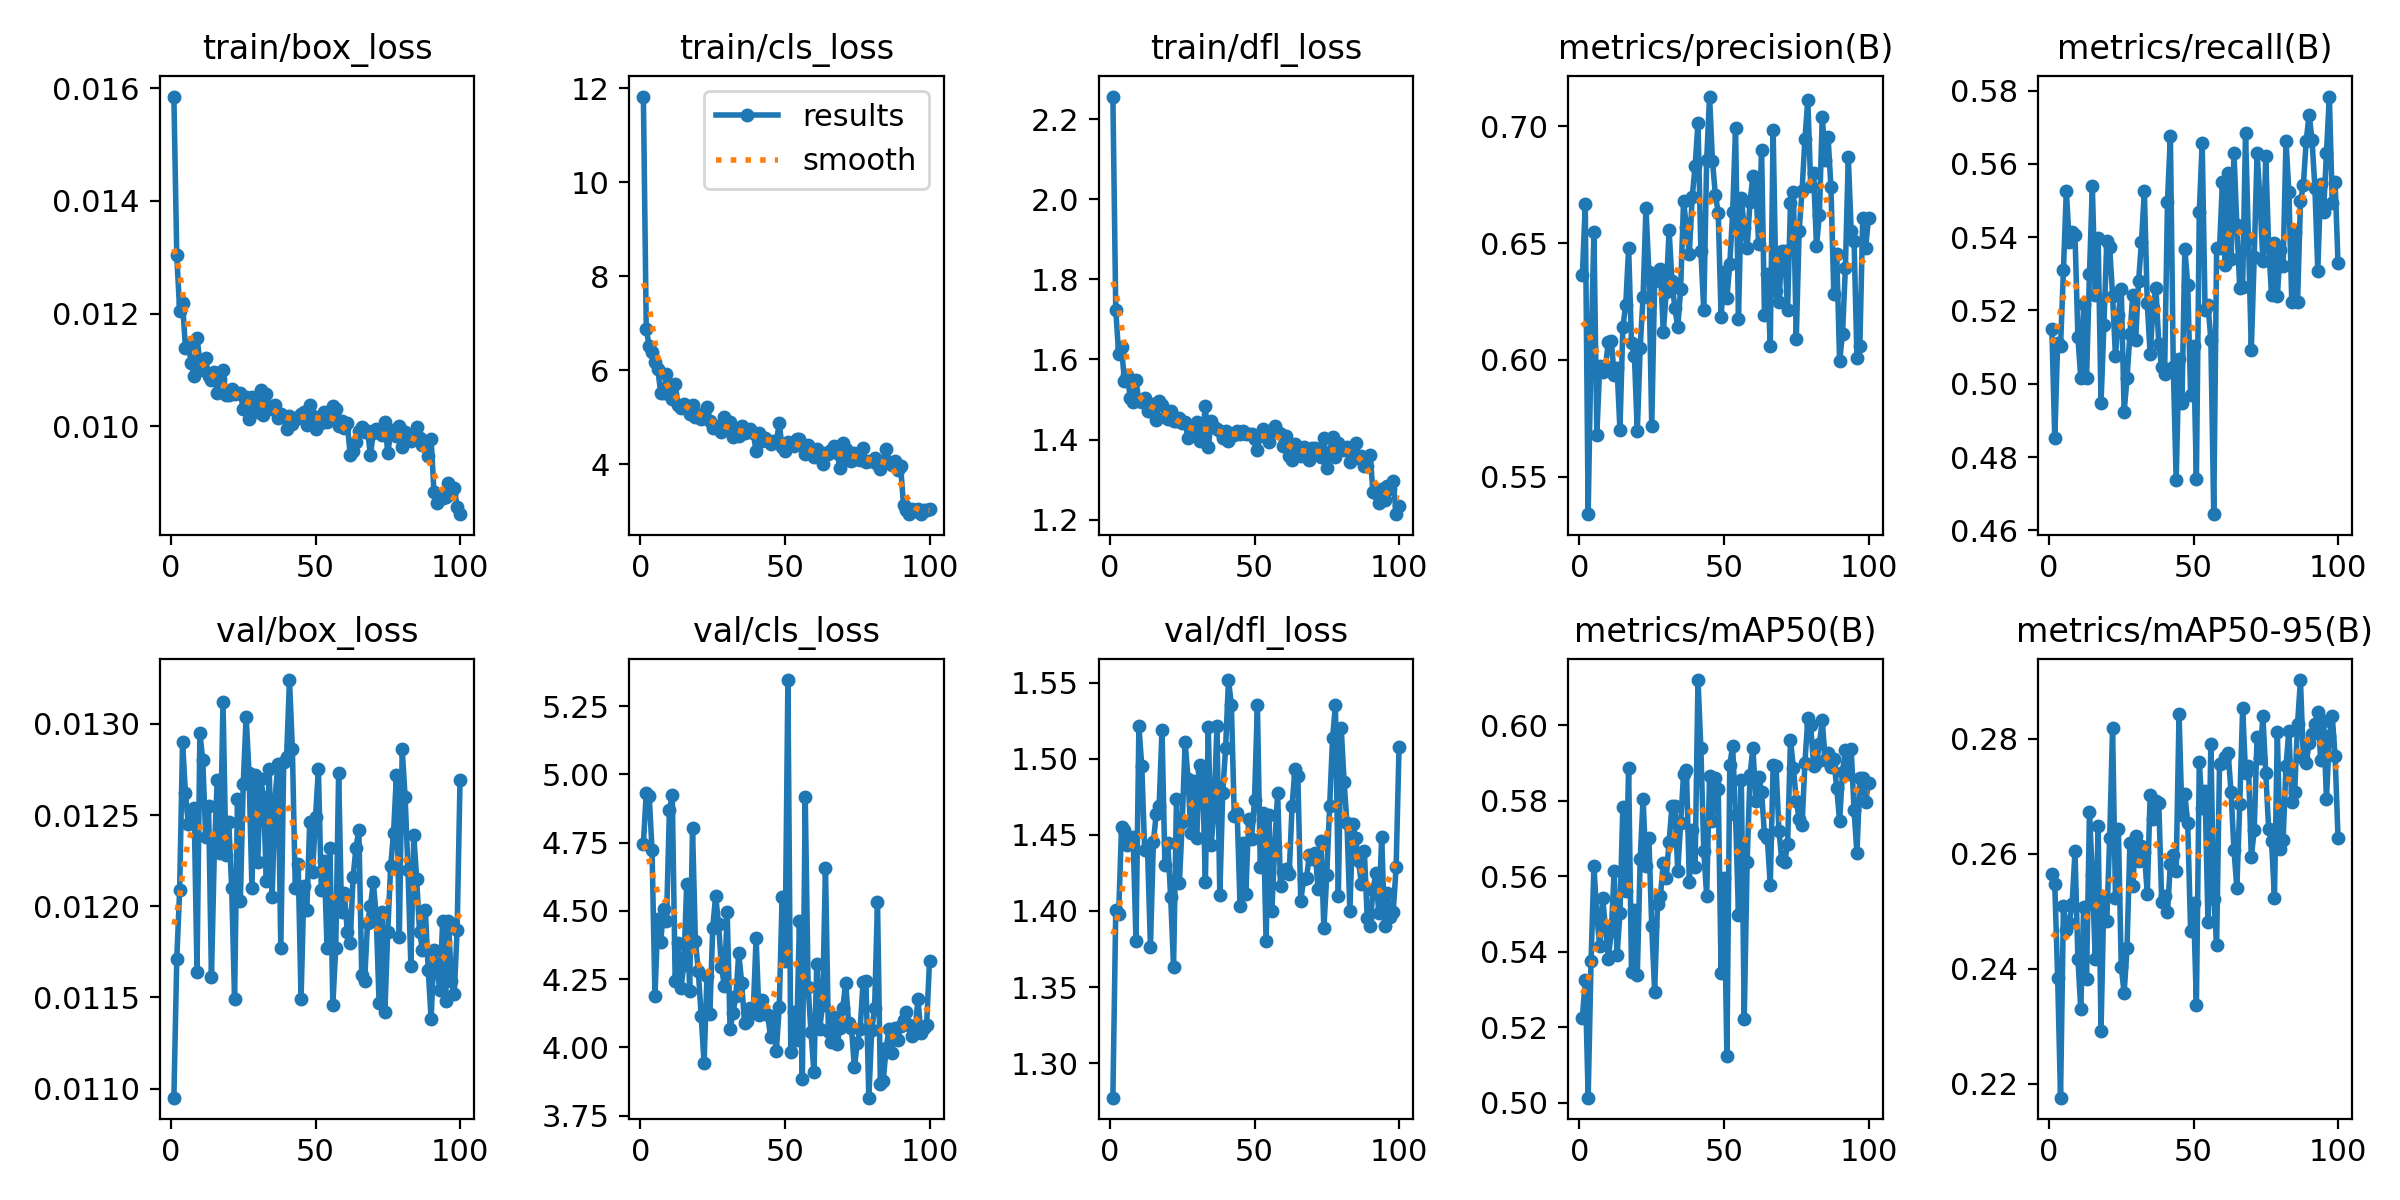 train/box_loss
0.016
0.014
0.012
0.010
0 50 100
train/cls_loss
results
smooth
12
10
8
6
4
0 50 100
train/dfl_loss
2.2
2.0
1.8
1.6
1.4
1.2
0 50 100
metrics/precision(B)
0.70
0.65
0.60
0.55
0 50 100
metrics/recall(B)
0.58
0.56
0.54
0.52
0.50
0.48
0.46
0 50 100
val/box_loss
0.0130
0.0125
0.0120
0.0115
0.0110
0 50 100
val/cls_loss
5.25
5.00
4.75
4.50
4.25
4.00
3.75
0 50 100
val/dfl_loss
1.55
1.50
1.45
1.40
1.35
1.30
0 50 100
metrics/mAP50(B)
0.60
0.58
0.56
0.54
0.52
0.50
0 50 100
metrics/mAP50-95(B)
0.28
0.26
0.24
0.22
0 50 100